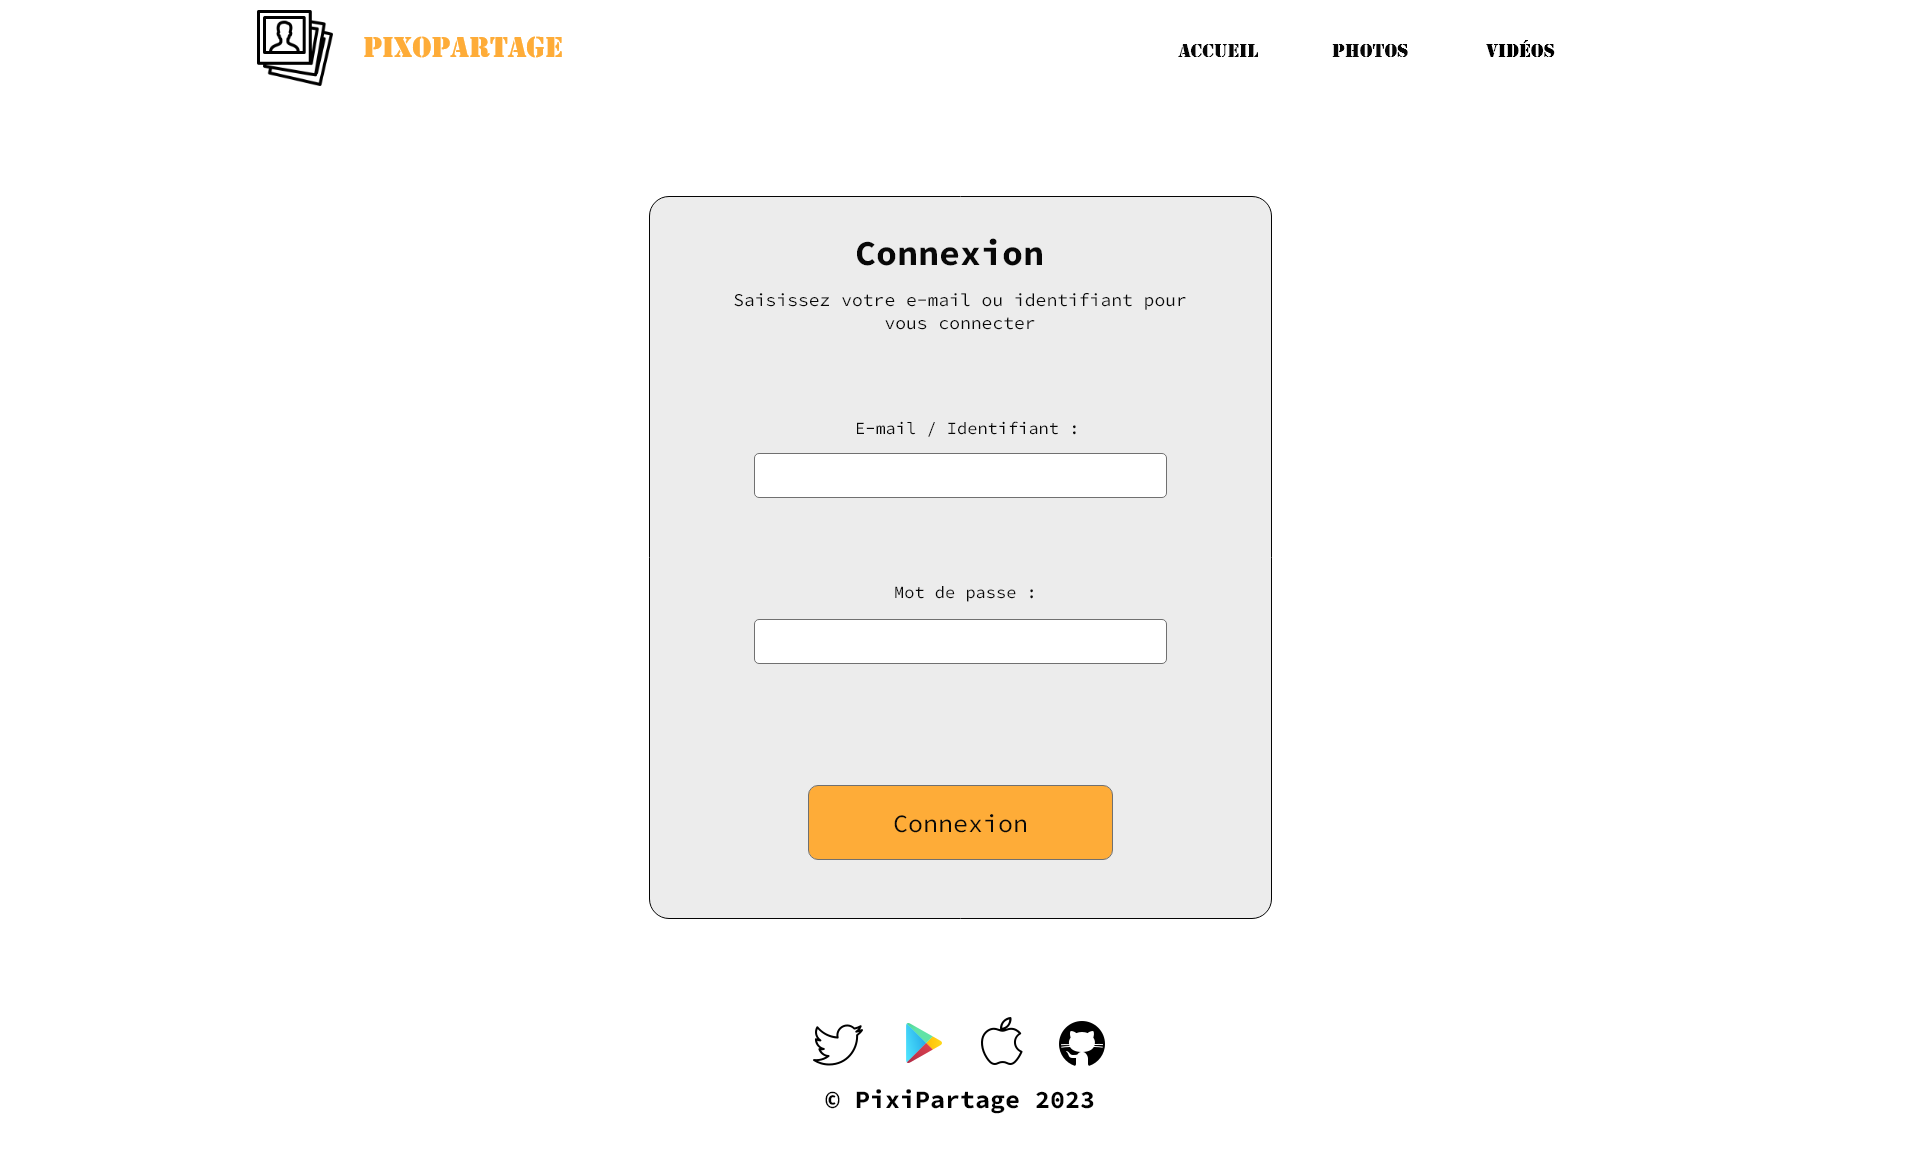 PIXOPARTAGE
ACCUEIL
PHOTOS
VIDÉOS
Connexion
Saisissez votre e-mail ou identifiant pour
vous connecter
E-mail / Identifiant :
Mot de passe :
Connexion
© PixiPartage 2023